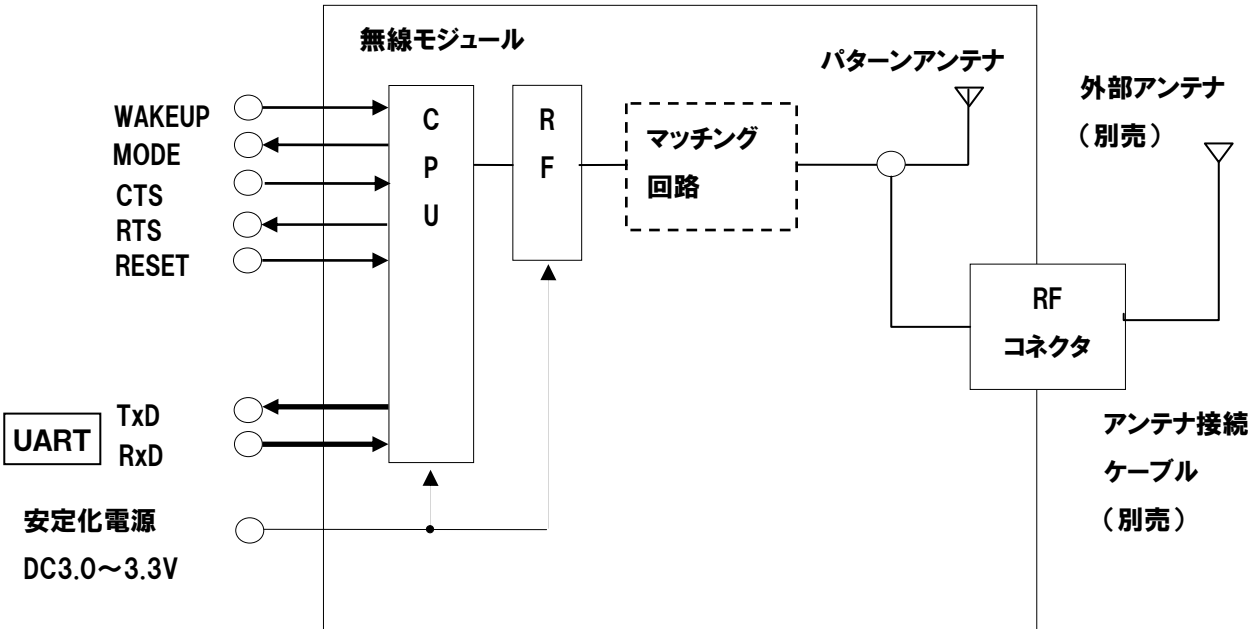 無線モジュール
パターンアンテナ
外部アンテナ
（別売）
WAKEUP
MODE
CTS
RTS
RESET
C
P
U
R
F
マッチング
回路
RF
コネクタ
UART
TxD
RxD
アンテナ接続
ケーブル
（別売）
安定化電源
DC3.0～3.3V